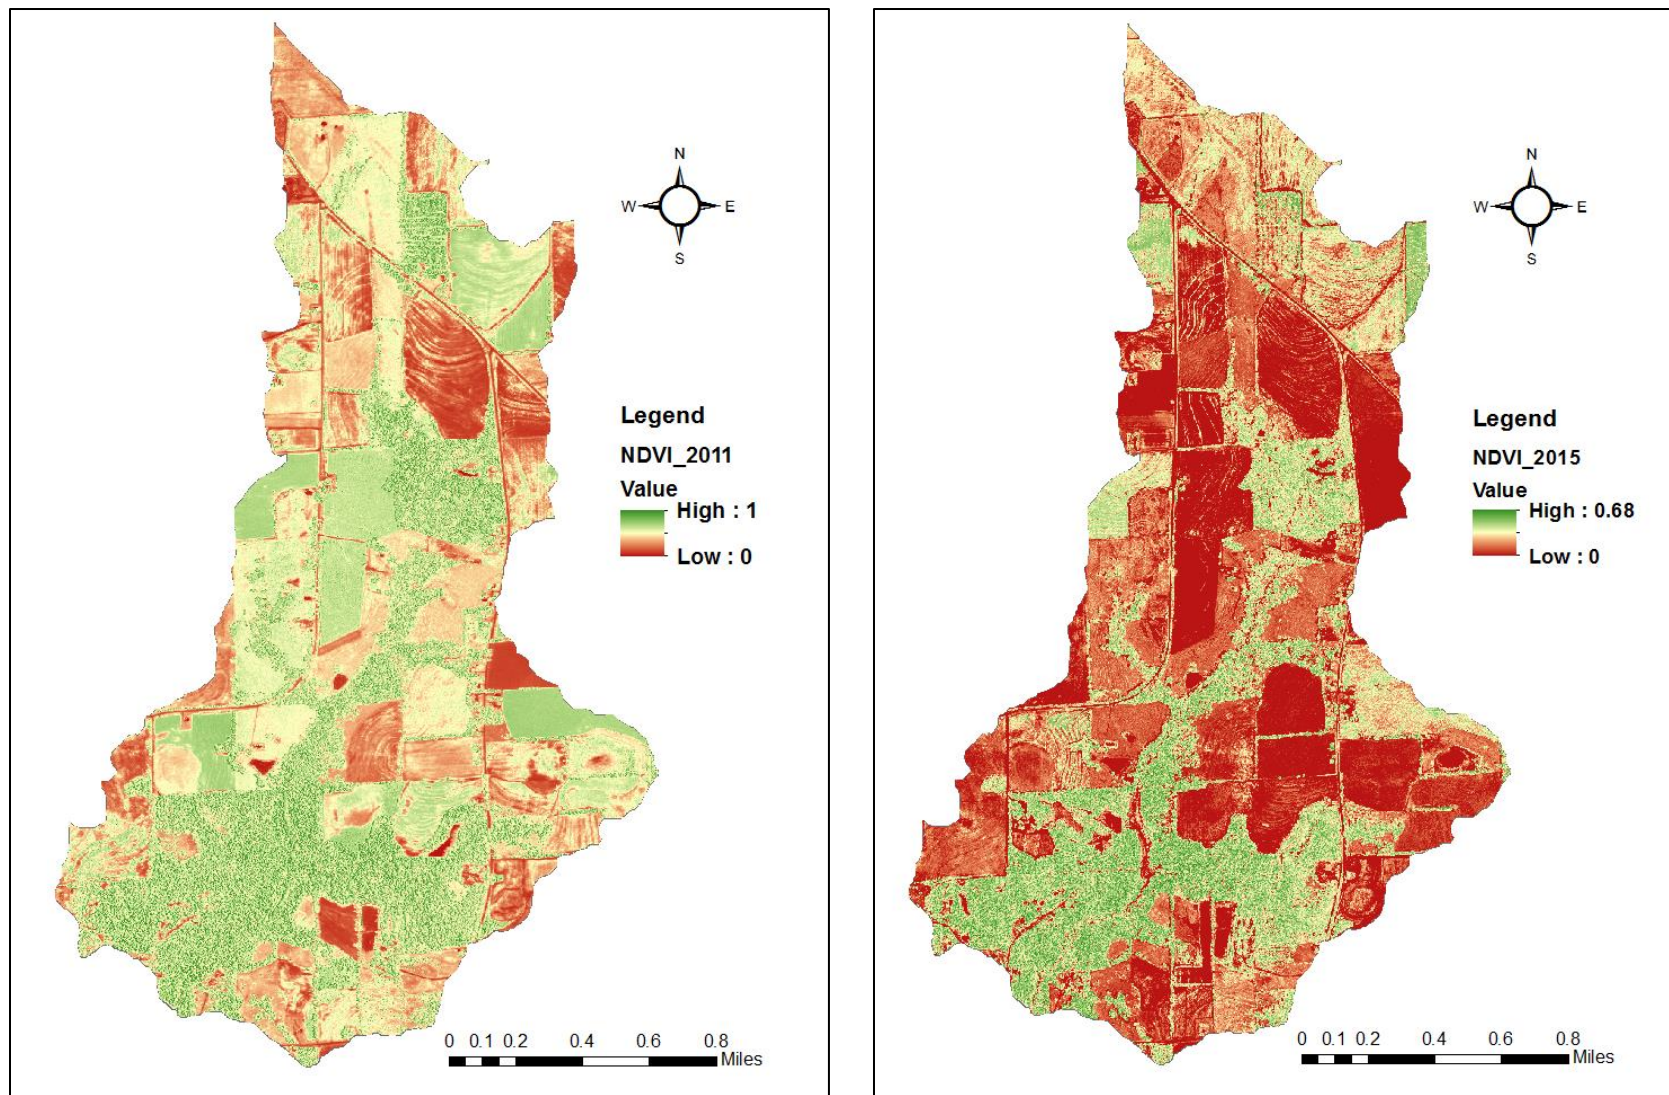 N
W E
S
Legend
NDVI_2011
Value
High : 1
Low : 0
0 0.1 0.2 0.4 0.6 0.8
Miles
N
W E
S
Legend
NDVI_2015
Value
High : 0.68
Low : 0
0 0.1 0.2 0.4 0.6 0.8
Miles